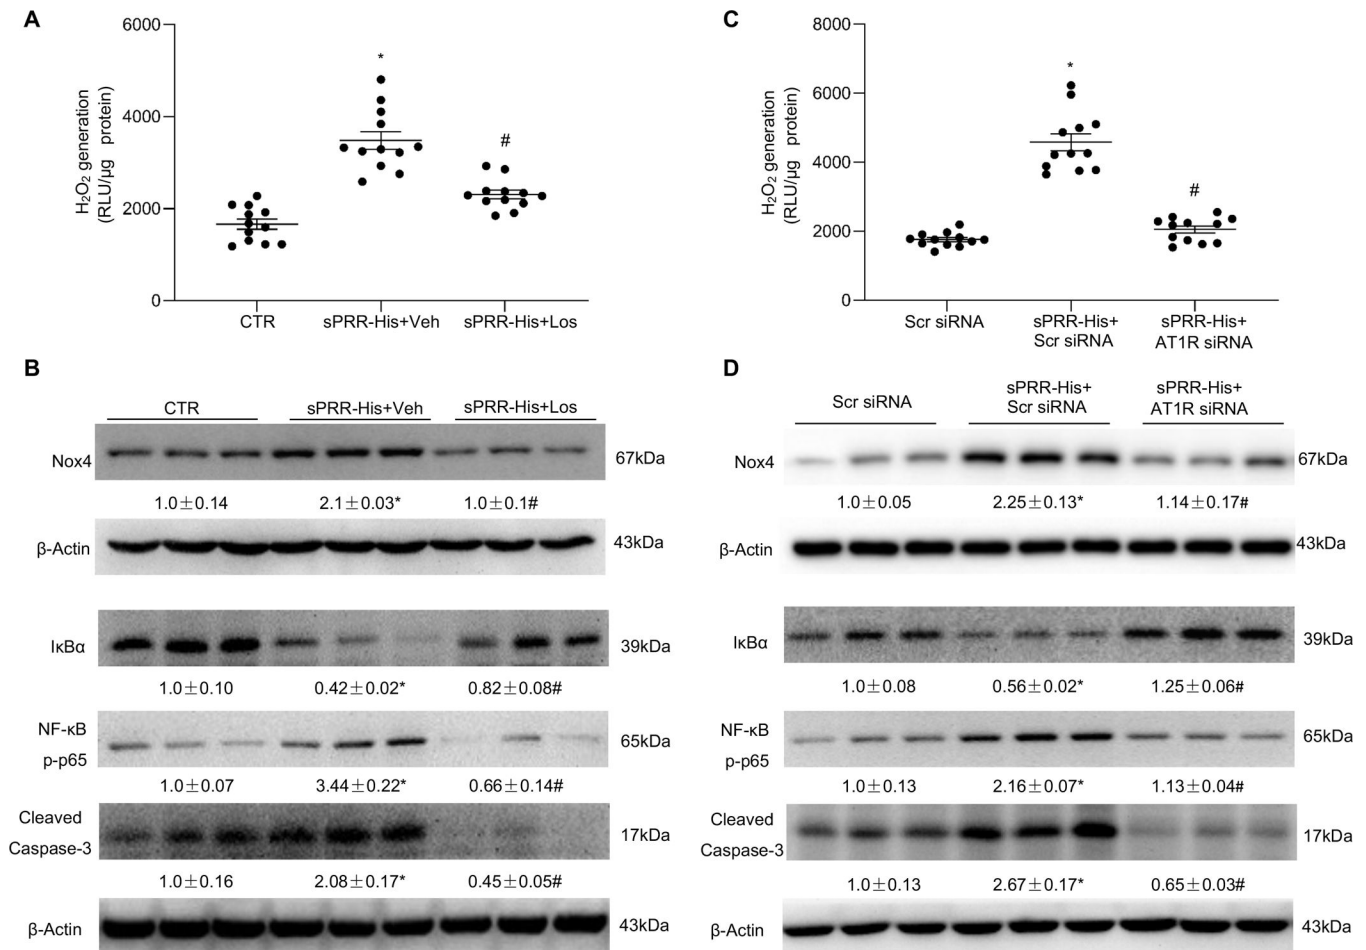 A
H₂O₂ generation
(RLU/µg protein)
6000
4000
2000
0
*
#
CTR
sPRR-His+Veh
sPRR-His+Los
C
H₂O₂ generation
(RLU/µg protein)
8000
6000
4000
2000
0
*
#
Scr siRNA
sPRR-His+
Scr siRNA
sPRR-His+
AT1R siRNA
B
CTR
sPRR-His+Veh
sPRR-His+Los
Nox4
67kDa
1.0±0.14
2.1±0.03*
1.0±0.1#
β-Actin
43kDa
IκBα
39kDa
1.0±0.10
0.42±0.02*
0.82±0.08#
NF-κB
p-p65
65kDa
1.0±0.07
3.44±0.22*
0.66±0.14#
Cleaved
Caspase-3
17kDa
1.0±0.16
2.08±0.17*
0.45±0.05#
β-Actin
43kDa
D
Scr siRNA
sPRR-His+
Scr siRNA
sPRR-His+
AT1R siRNA
Nox4
67kDa
1.0±0.05
2.25±0.13*
1.14±0.17#
β-Actin
43kDa
IκBα
39kDa
1.0±0.08
0.56±0.02*
1.25±0.06#
NF-κB
p-p65
65kDa
1.0±0.13
2.16±0.07*
1.13±0.04#
Cleaved
Caspase-3
17kDa
1.0±0.13
2.67±0.17*
0.65±0.03#
β-Actin
43kDa